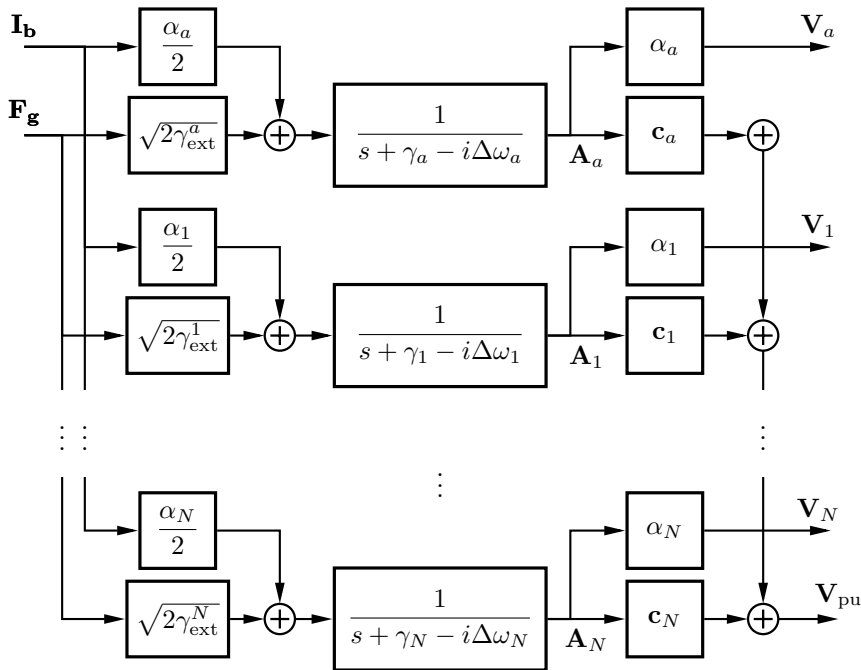 I_b α_a/2 α_a V_a
F_g √(2γ_ext^a) + 1/(s + γ_a − iΔω_a) A_a c_a +
α_1/2 α_1 V_1
√(2γ_ext^1) + 1/(s + γ_1 − iΔω_1) A_1 c_1 +
⋮ ⋮ ⋮ ⋮
α_N/2 α_N V_N
√(2γ_ext^N) + 1/(s + γ_N − iΔω_N) A_N c_N + V_pu